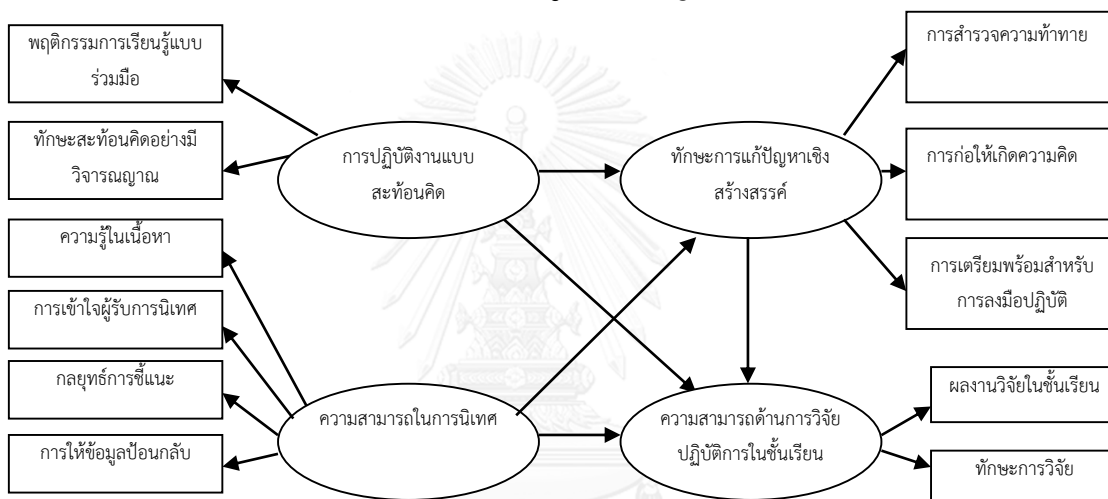 พฤติกรรมการเรียนรู้แบบ
ร่วมมือ
ทักษะสะท้อนคิดอย่างมี
วิจารณญาณ
ความรู้ในเนื้อหา
การเข้าใจผู้รับการนิเทศ
กลยุทธ์การชี้แนะ
การให้ข้อมูลป้อนกลับ
การปฏิบัติงานแบบ
สะท้อนคิด
ความสามารถในการนิเทศ
ทักษะการแก้ปัญหาเชิง
สร้างสรรค์
ความสามารถด้านการวิจัย
ปฏิบัติการในชั้นเรียน
การสำรวจความท้าทาย
การก่อให้เกิดความคิด
การเตรียมพร้อมสำหรับ
การลงมือปฏิบัติ
ผลงานวิจัยในชั้นเรียน
ทักษะการวิจัย